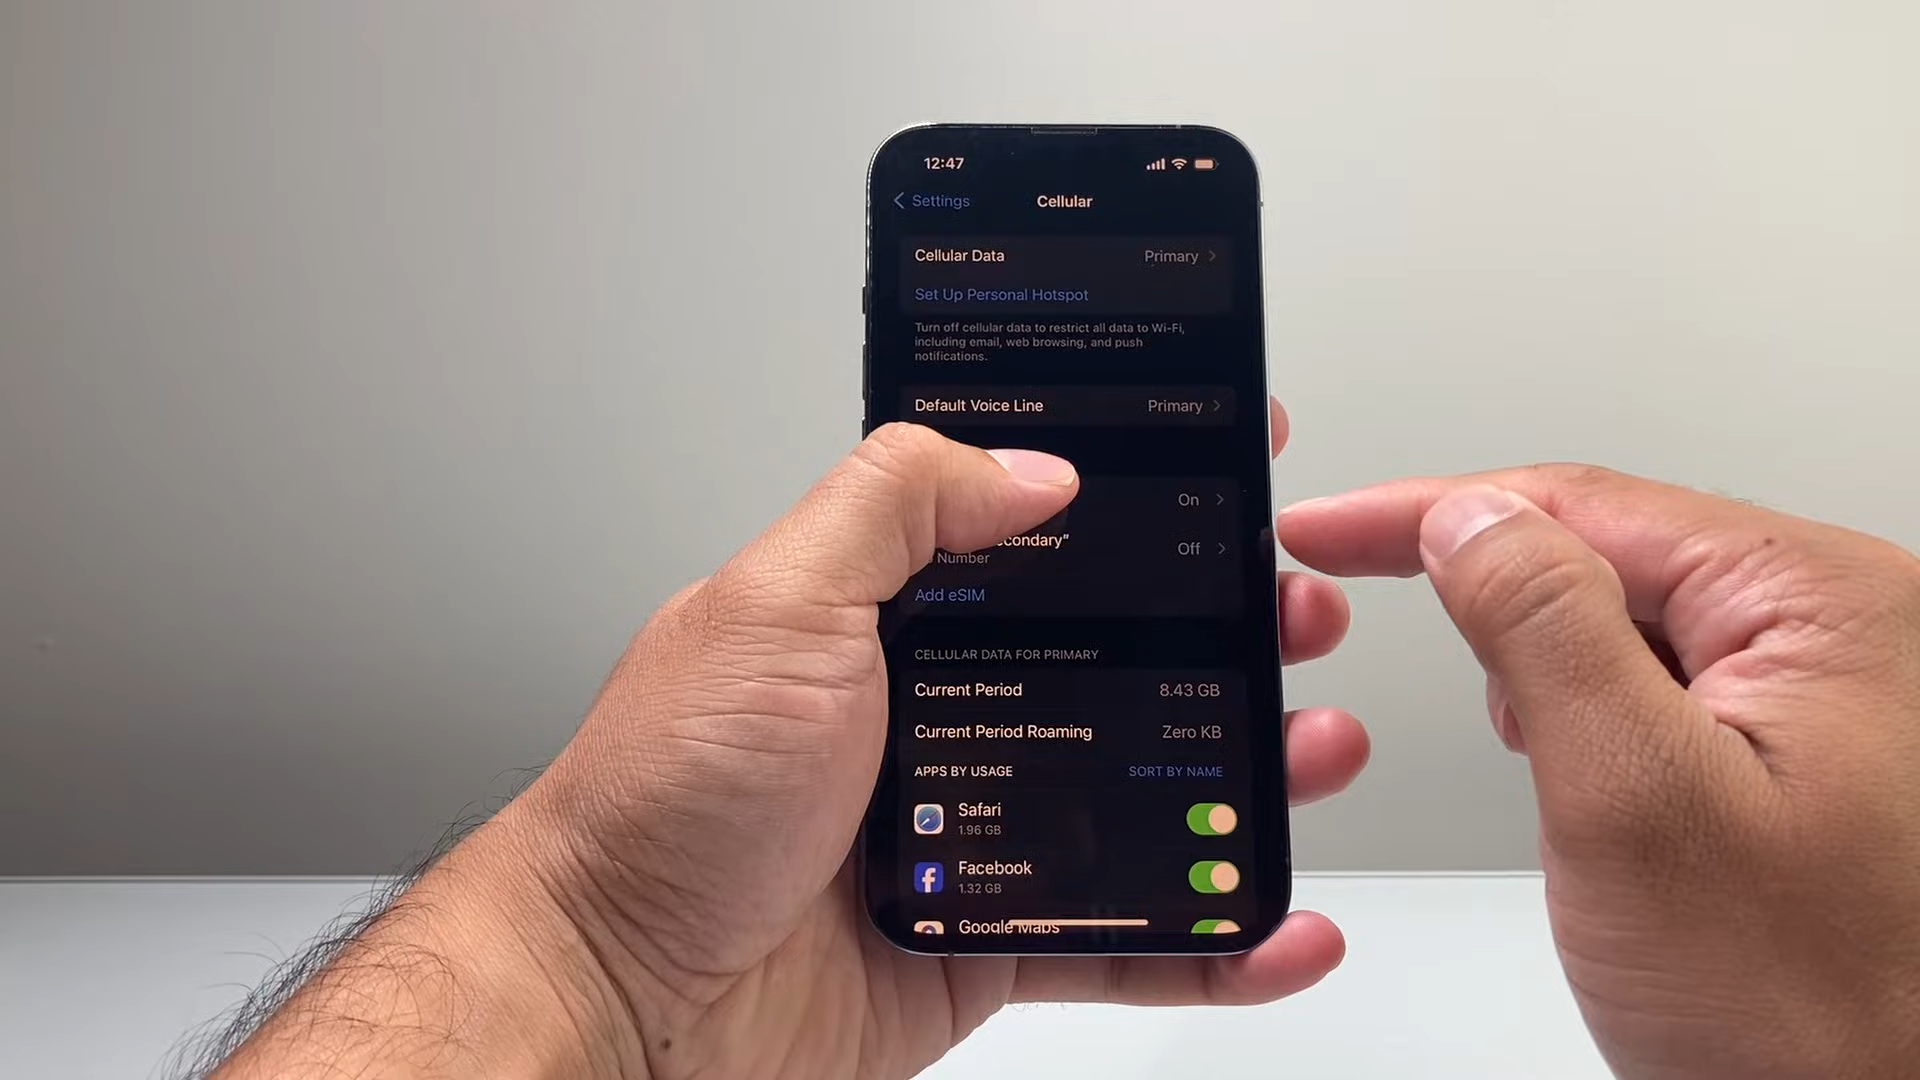 12:47
Settings
Cellular
Cellular Data
Primary
Set Up Personal Hotspot
Turn off cellular data to restrict all data to Wi-Fi,
including email, web browsing, and push
notifications.
Default Voice Line
Primary
On
Off
Number
Add eSIM
CELLULAR DATA FOR PRIMARY
Current Period
8.43 GB
Current Period Roaming
Zero KB
APPS BY USAGE
SORT BY NAME
Safari
1.96 GB
Facebook
1.32 GB
Google Maps